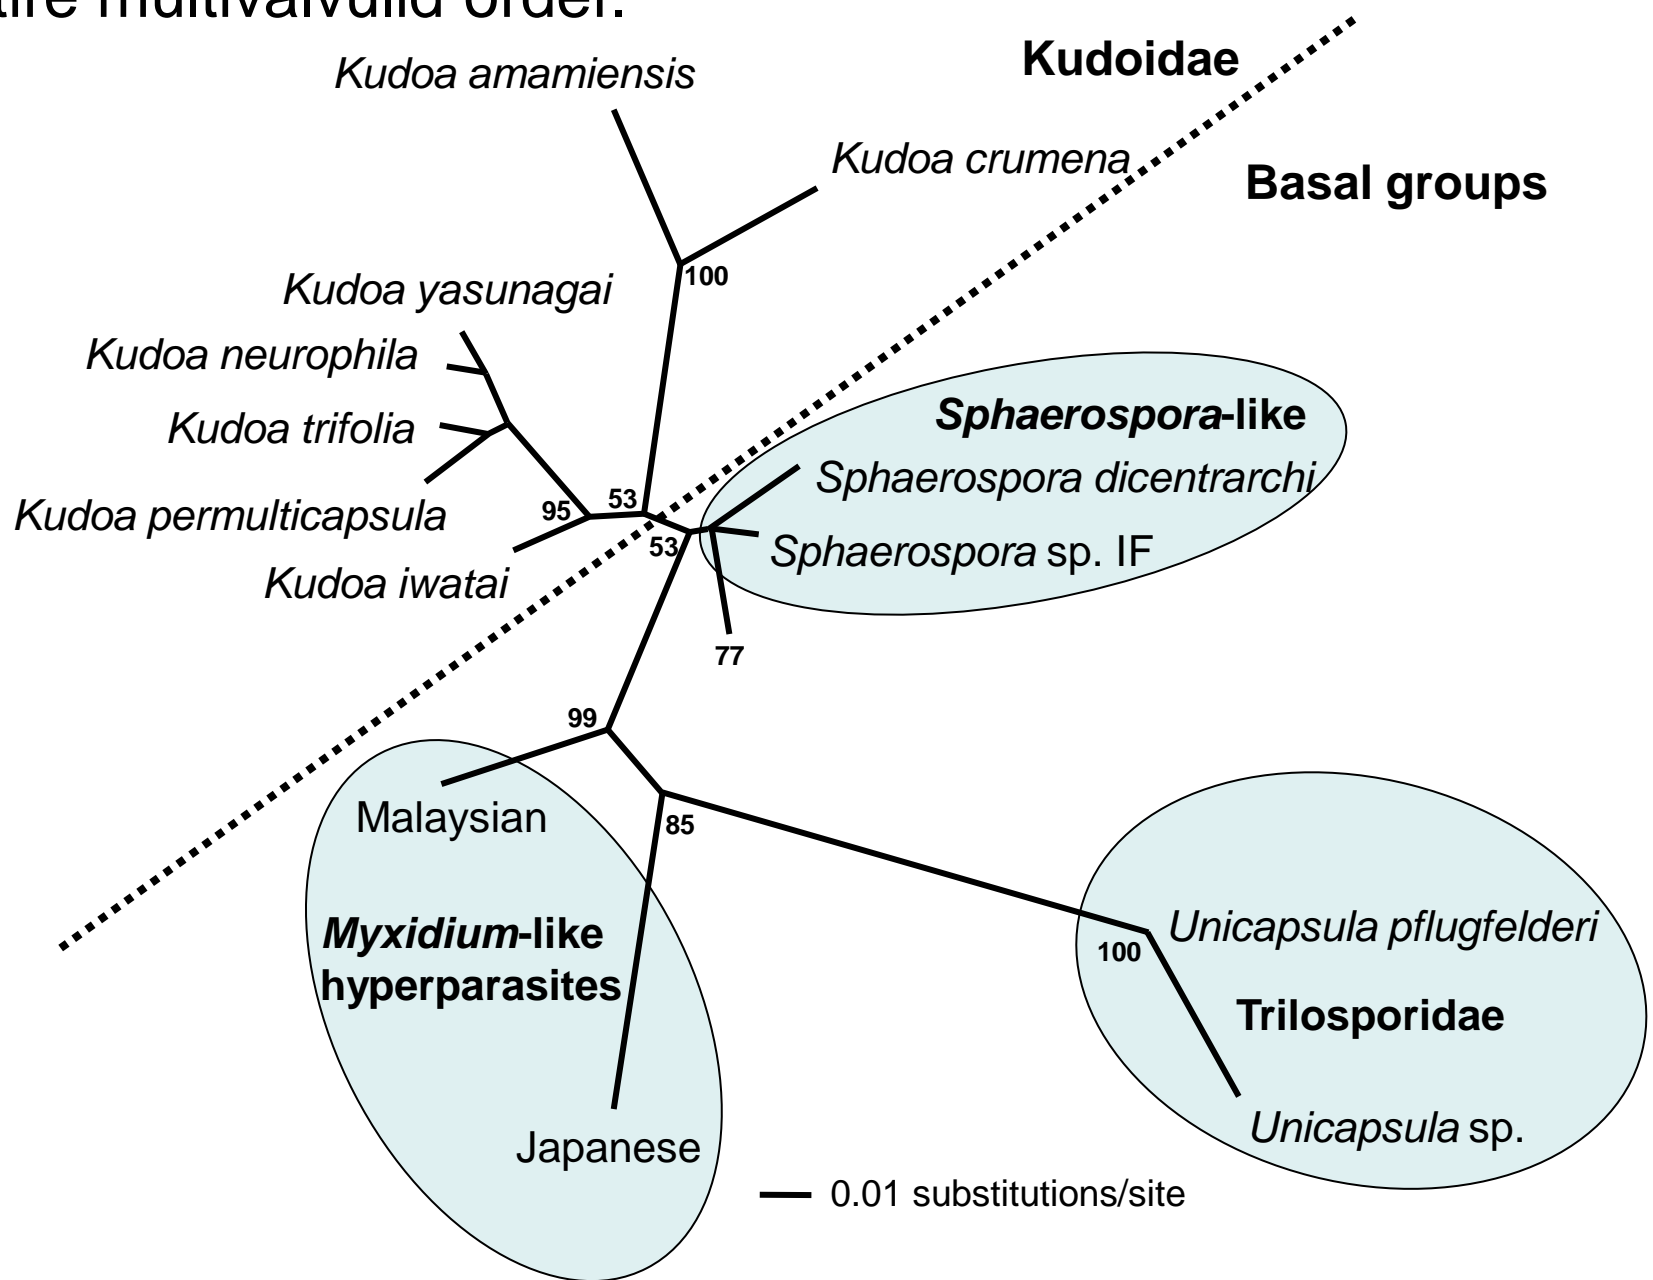 tire multivalvulid order.
Kudoa amamiensis
Kudoidae
Kudoa crumena
Basal groups
100
Kudoa yasunagai
Kudoa neurophila
Kudoa trifolia
Sphaerospora-like
Sphaerospora dicentrarchi
Kudoa permulticapsula
95
53
53
Sphaerospora sp. IF
Kudoa iwatai
77
99
Malaysian
85
Myxidium-like
hyperparasites
Unicapsula pflugfelderi
100
Trilosporidae
Unicapsula sp.
Japanese
0.01 substitutions/site